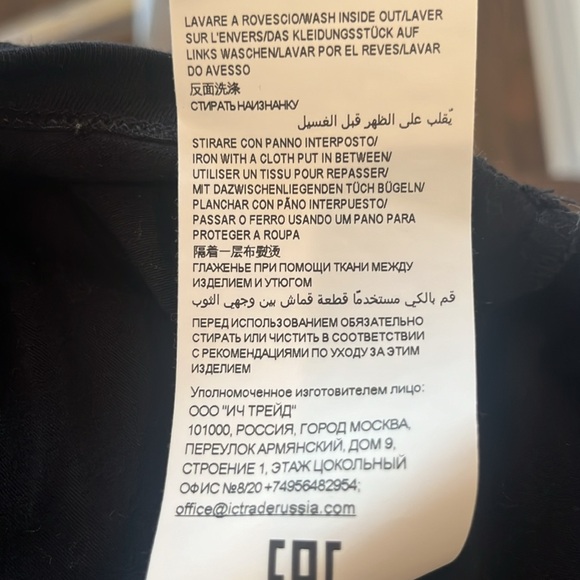 LAVARE A ROVESCIO/WASH INSIDE OUT/LAVER
SUR L'ENVERS/DAS KLEIDUNGSSTÜCK AUF
LINKS WASCHEN/LAVAR POR EL REVES/LAVAR
DO AVESSO
反面洗涤
СТИРАТЬ НАИЗНАНКУ
يُقلب على الظهر قبل الغسيل
STIRARE CON PANNO INTERPOSTO/
IRON WITH A CLOTH PUT IN BETWEEN/
UTILISER UN TISSU POUR REPASSER/
MIT DAZWISCHENLIEGENDEN TÜCH BÜGELN/
PLANCHAR CON PAÑO INTERPUESTO/
PASSAR O FERRO USANDO UM PANO PARA
PROTEGER A ROUPA
隔着一层布熨烫
ГЛАЖЕНЬЕ ПРИ ПОМОЩИ ТКАНИ МЕЖДУ
ИЗДЕЛИЕМ И УТЮГОМ
قم بالكي مستخدمًا قطعة قماش بين وجهي الثوب
ПЕРЕД ИСПОЛЬЗОВАНИЕМ ОБЯЗАТЕЛЬНО
СТИРАТЬ ИЛИ ЧИСТИТЬ В СООТВЕТСТВИИ
С РЕКОМЕНДАЦИЯМИ ПО УХОДУ ЗА ЭТИМ
ИЗДЕЛИЕМ
Уполномоченное изготовителем лицо:
ООО "ИЧ ТРЕЙД"
101000, РОССИЯ, ГОРОД МОСКВА,
ПЕРЕУЛОК АРМЯНСКИЙ, ДОМ 9,
СТРОЕНИЕ 1, ЭТАЖ ЦОКОЛЬНЫЙ
ОФИС №8/20 +74956482954;
office@ictraderussia.com
EAC